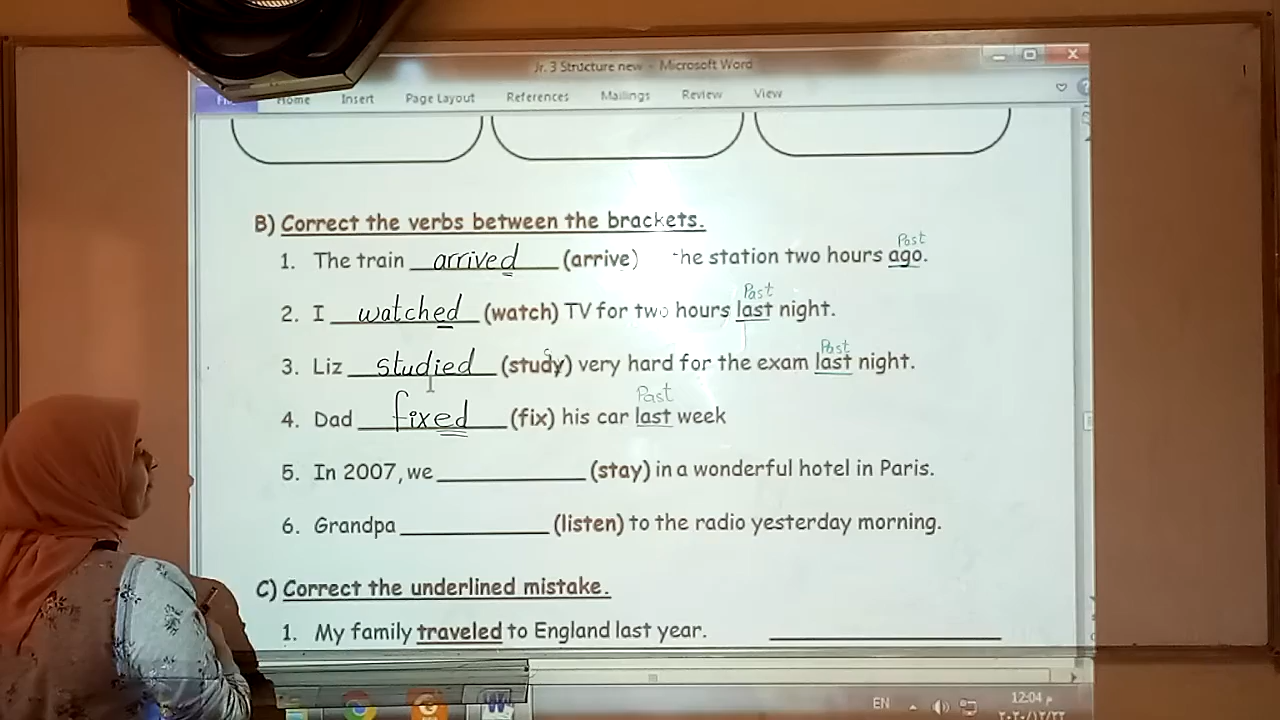 Jr. 3 Structure new - Microsoft Word
Home Insert Page Layout References Mailings Review View
B) Correct the verbs between the brackets.
Past
1. The train arrived (arrive) the station two hours ago.
Past
2. I watched (watch) TV for two hours last night.
Past
3. Liz studied (study) very hard for the exam last night.
Past
4. Dad fixed (fix) his car last week
5. In 2007, we ____________ (stay) in a wonderful hotel in Paris.
6. Grandpa ____________ (listen) to the radio yesterday morning.
C) Correct the underlined mistake.
1. My family traveled to England last year. ____________
EN 12:04 م